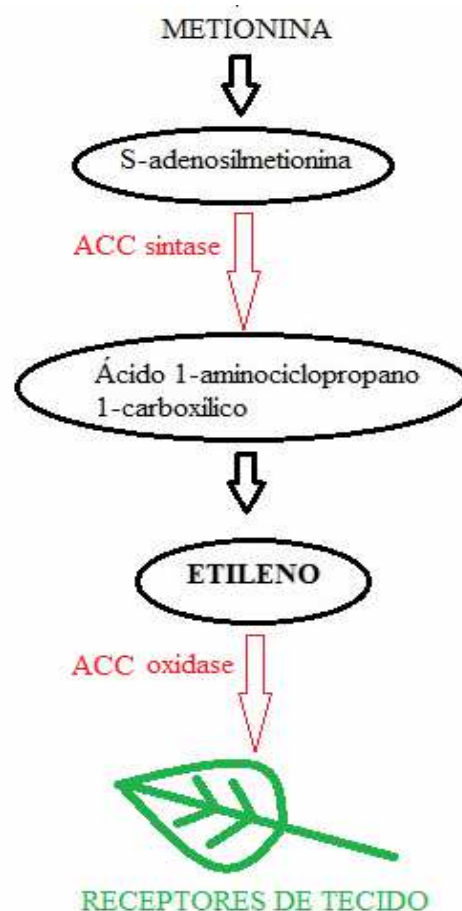 METIONINA
S-adenosilmetionina
ACC sintase
Ácido 1-aminociclopropano
1-carboxílico
ETILENO
ACC oxidase
RECEPTORES DE TECIDO